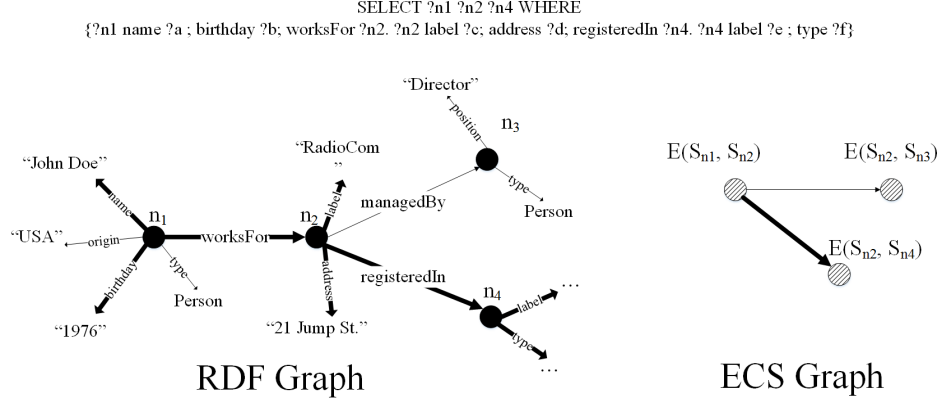 SELECT ?n1 ?n2 ?n4 WHERE
{?n1 name ?a ; birthday ?b; worksFor ?n2. ?n2 label ?c; address ?d; registeredIn ?n4. ?n4 label ?e ; type ?f}
“Director”
position
n3
“RadioCom
”
E(Sn1, Sn2)
E(Sn2, Sn3)
“John Doe”
name
label
type
n1
n2
managedBy
Person
“USA”
origin
worksFor
E(Sn2, Sn4)
birthday
type
address
registeredIn
Person
n4
label
...
“1976”
“21 Jump St.”
type
...
RDF Graph
ECS Graph